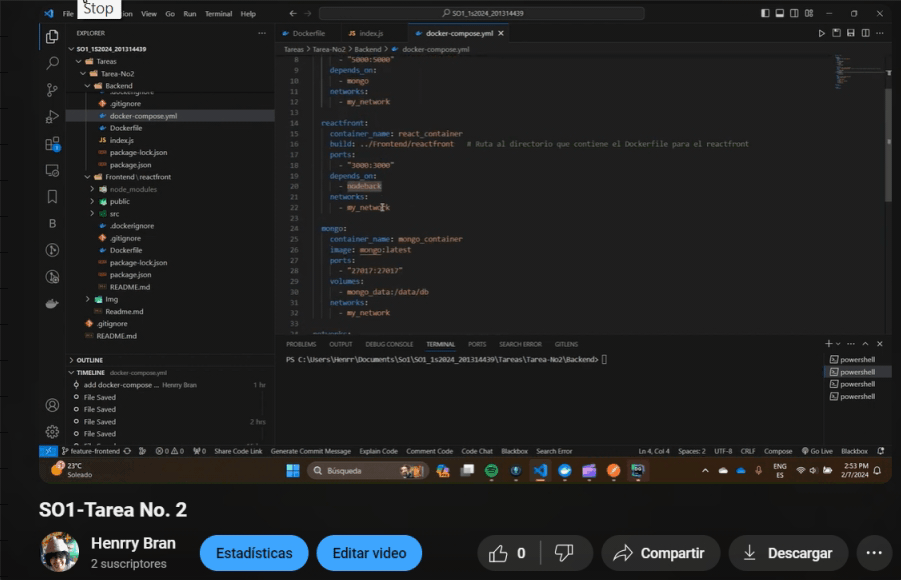 Stop
File
ion
View
Go
Run
Terminal
Help
SO1_1s2024_201314439
EXPLORER
SO1_1S2024_201314439
Tareas
Tarea-No2
Backend
.dockerignore
.gitignore
docker-compose.yml
Dockerfile
index.js
package-lock.json
package.json
Frontend \ reactfront
node_modules
public
src
.dockerignore
.gitignore
Dockerfile
package-lock.json
package.json
README.md
Img
Readme.md
.gitignore
README.md
OUTLINE
TIMELINE docker-compose.yml
add docker-compose ... Henrry Bran 1 hr
File Saved
File Saved
File Saved 2 hrs
File Saved
Dockerfile
index.js
docker-compose.yml
Tareas > Tarea-No2 > Backend > docker-compose.yml
8 - "5000:5000"
9 depends_on:
10 - mongo
11 networks:
12 - my_network
13
14 reactfront:
15 container_name: react_container
16 build: ../Frontend/reactfront # Ruta al directorio que contiene el Dockerfile para el reactfront
17 ports:
18 - "3000:3000"
19 depends_on:
20 - nodeback
21 networks:
22 - my_network
23
24 mongo:
25 container_name: mongo_container
26 image: mongo:latest
27 ports:
28 - "27017:27017"
29 volumes:
30 - mongo_data:/data/db
31 networks:
32 - my_network
33
34 networks:
PROBLEMS OUTPUT DEBUG CONSOLE TERMINAL PORTS SEARCH ERROR GITLENS
PS C:\Users\Henrr\Documents\So1\SO1_1s2024_201314439\Tareas\Tarea-No2\Backend>
powershell
powershell
powershell
powershell
feature-frontend 0 0 0 Share Code Link Generate Commit Message Explain Code Comment Code Code Chat Blackbox Search Error Ln 4, Col 4 Spaces: 2 UTF-8 CRLF Compose Go Live Blackbox
23°C
Soleado
Búsqueda
ENG
ES
2:53 PM
2/7/2024
SO1-Tarea No. 2
Henrry Bran
2 suscriptores
Estadísticas
Editar video
0
Compartir
Descargar